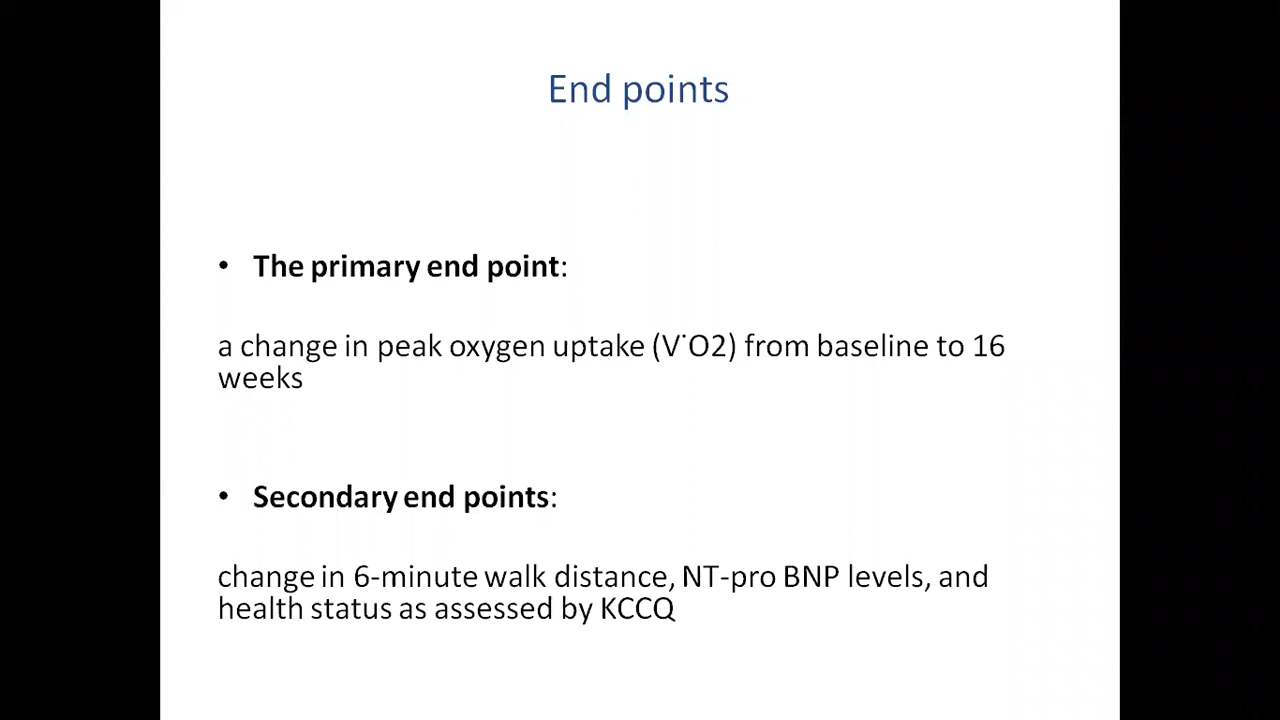 End points
• The primary end point:
a change in peak oxygen uptake (V˙O2) from baseline to 16
weeks
• Secondary end points:
change in 6-minute walk distance, NT-pro BNP levels, and
health status as assessed by KCCQ